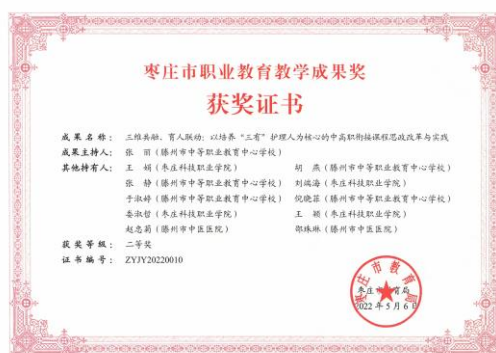 枣庄市职业教育教学成果奖
获奖证书
成果名称： 三维共融、育人联动：以培养“三有”护理人为核心的中高职衔接课程思政改革与实践
成果主持人： 张 丽（滕州市中等职业教育中心学校）
其他持有人： 王 娟（枣庄科技职业学院） 胡 燕（滕州市中等职业教育中心学校）
张 静（滕州市中等职业教育中心学校） 刘端海（枣庄科技职业学院）
于淑婷（滕州市中等职业教育中心学校） 倪晓菲（滕州市中等职业教育中心学校）
秦淑哲（枣庄科技职业学院） 王 颖（枣庄科技职业学院）
赵忠菊（滕州市中医医院） 邵珠琳（滕州市中医医院）
获奖等级： 二等奖
证书编号： ZYJY20220010
枣庄市教育局
2022年5月6日